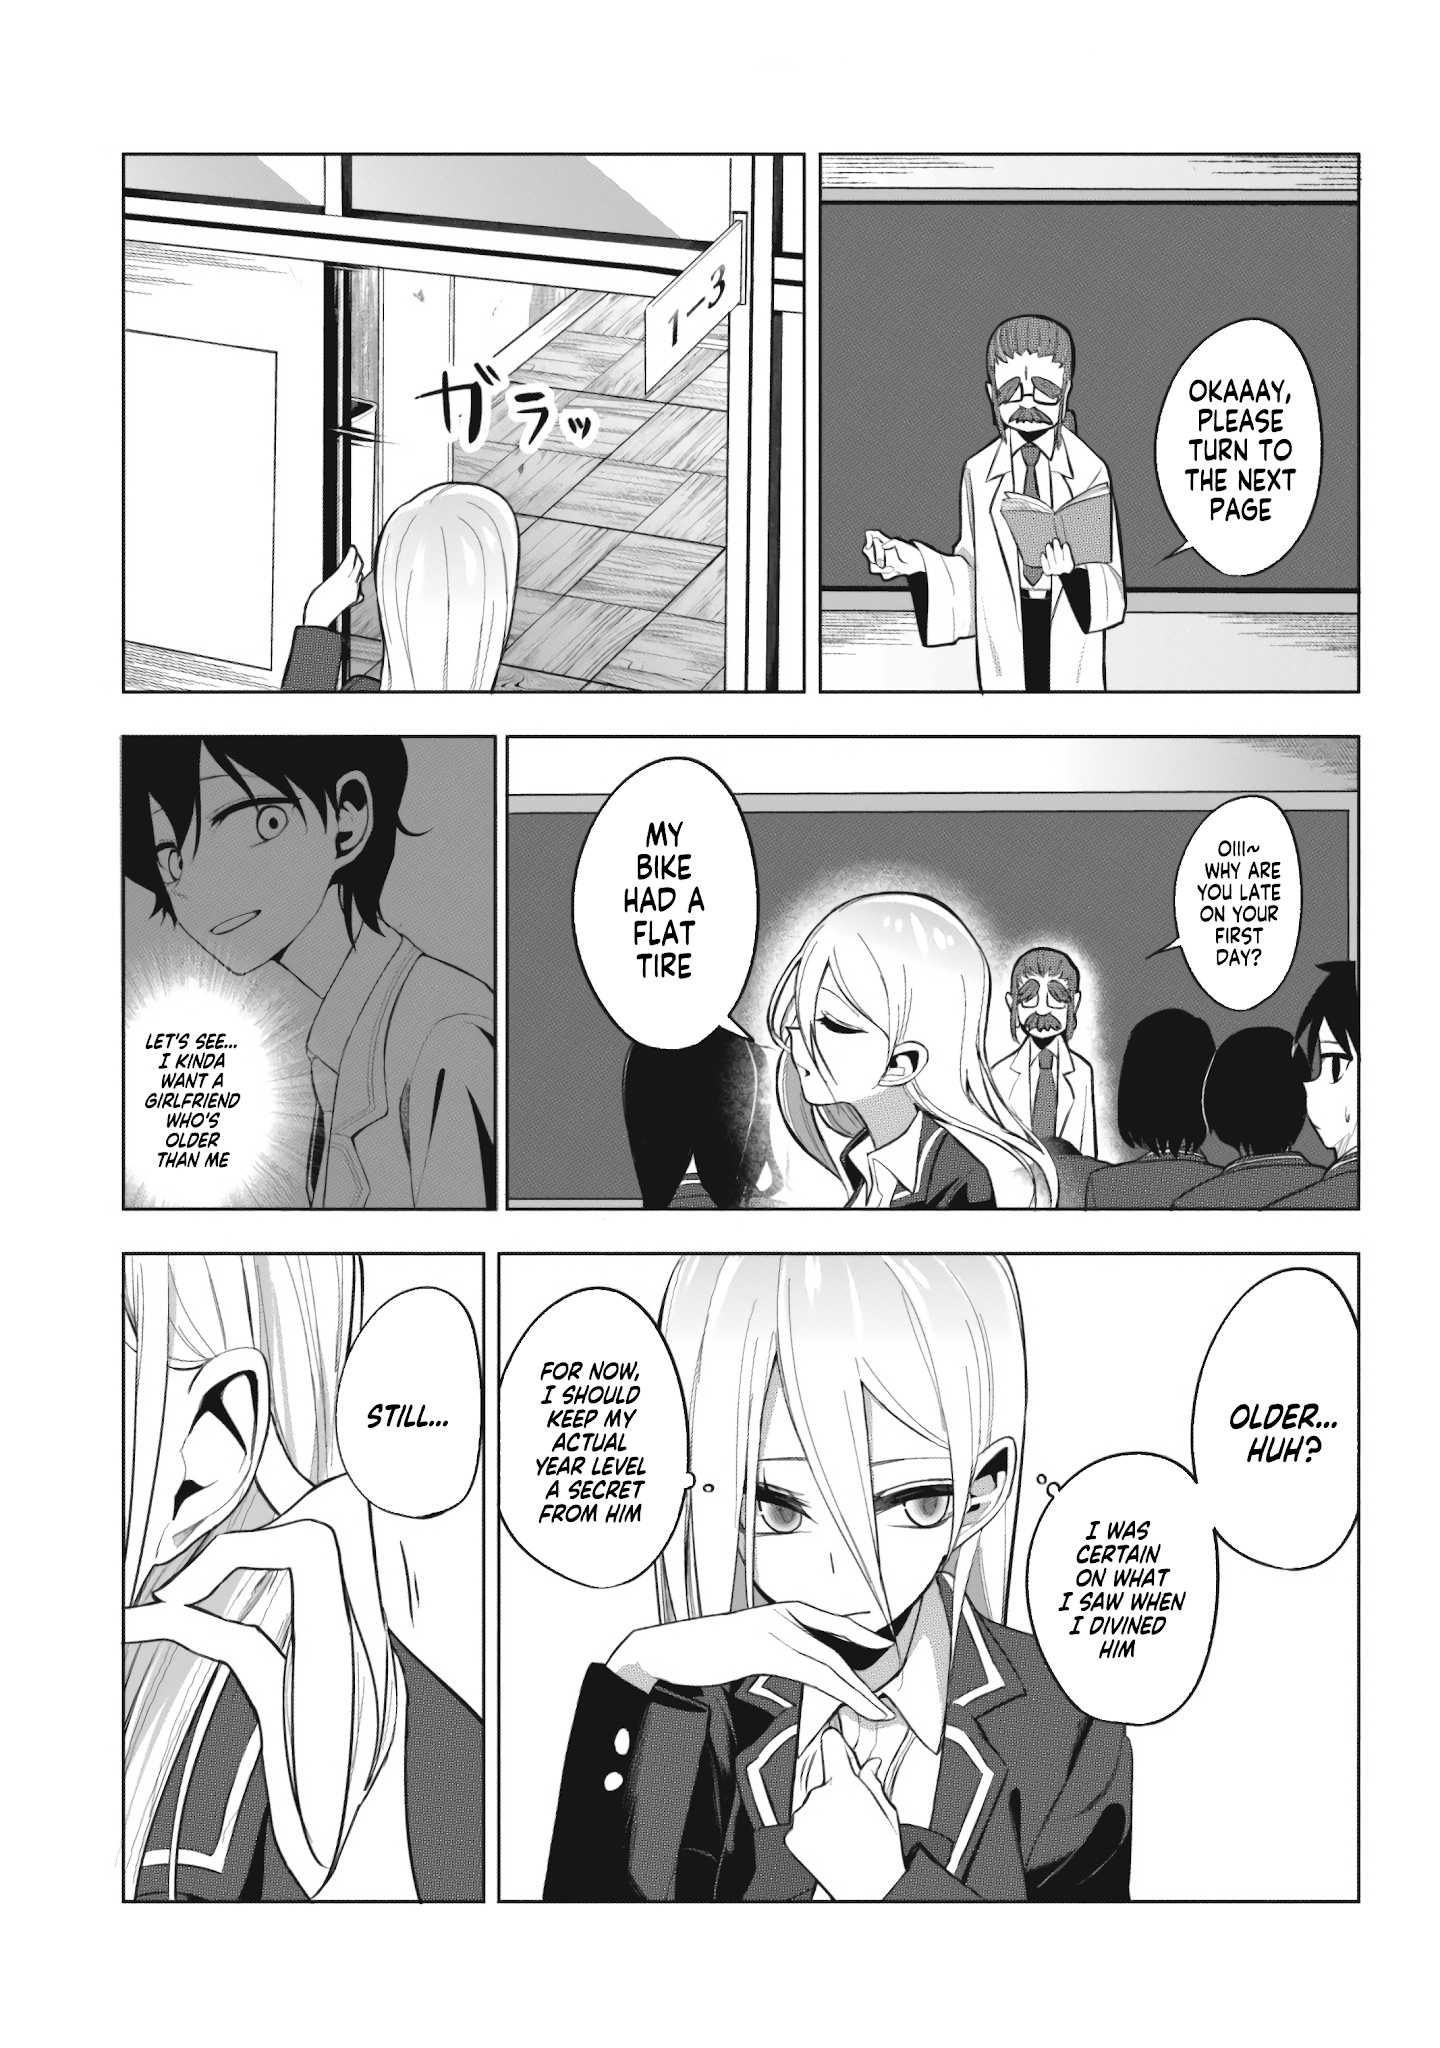 OKAAAY,
PLEASE
TURN TO
THE NEXT
PAGE
1-3
ガラッ
OIII~
WHY ARE
YOU LATE
ON YOUR
FIRST
DAY?
MY
BIKE
HAD A
FLAT
TIRE
LET'S SEE...
I KINDA
WANT A
GIRLFRIEND
WHO'S
OLDER
THAN ME
OLDER...
HUH?
I WAS
CERTAIN
ON WHAT
I SAW WHEN
I DIVINED
HIM
FOR NOW,
I SHOULD
KEEP MY
ACTUAL
YEAR LEVEL
A SECRET
FROM HIM
STILL...